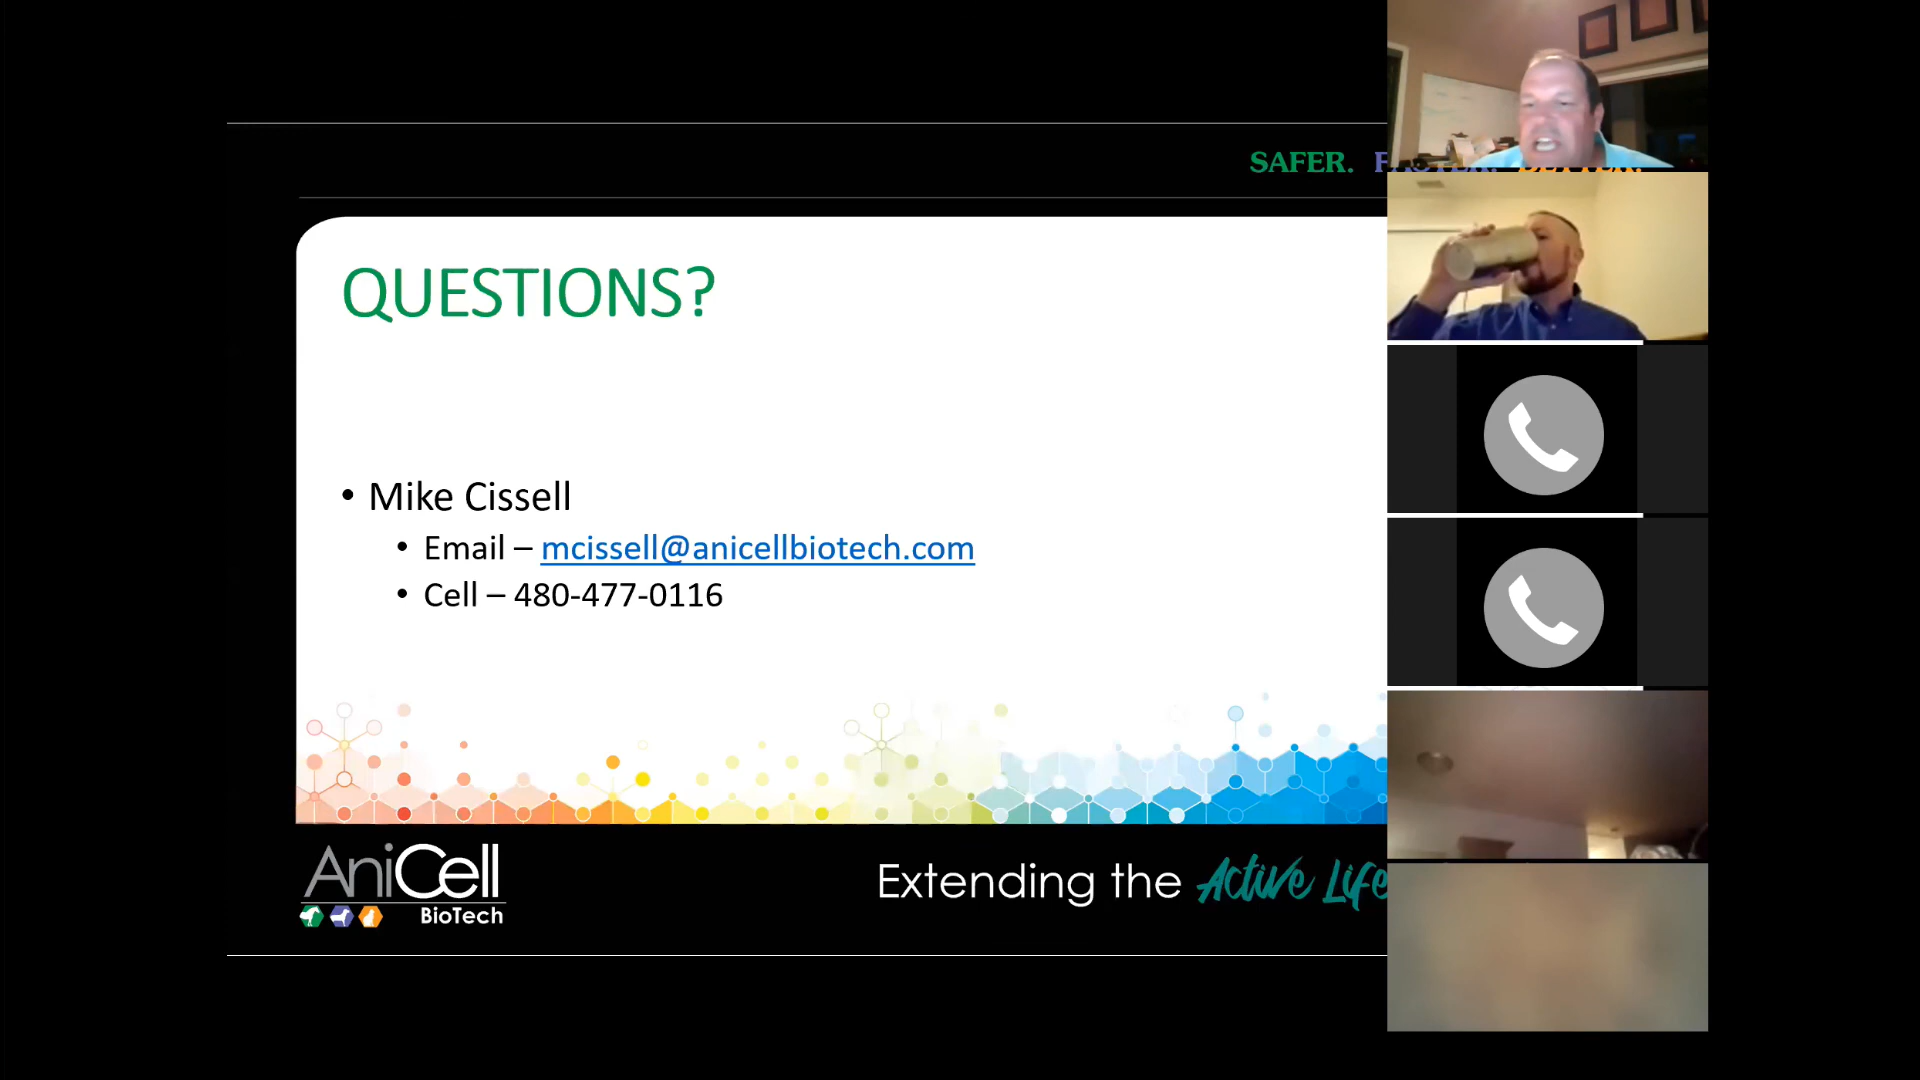 SAFER.
QUESTIONS?
• Mike Cissell
• Email – mcissell@anicellbiotech.com
• Cell – 480-477-0116
AniCell
BioTech
Extending the Active Life